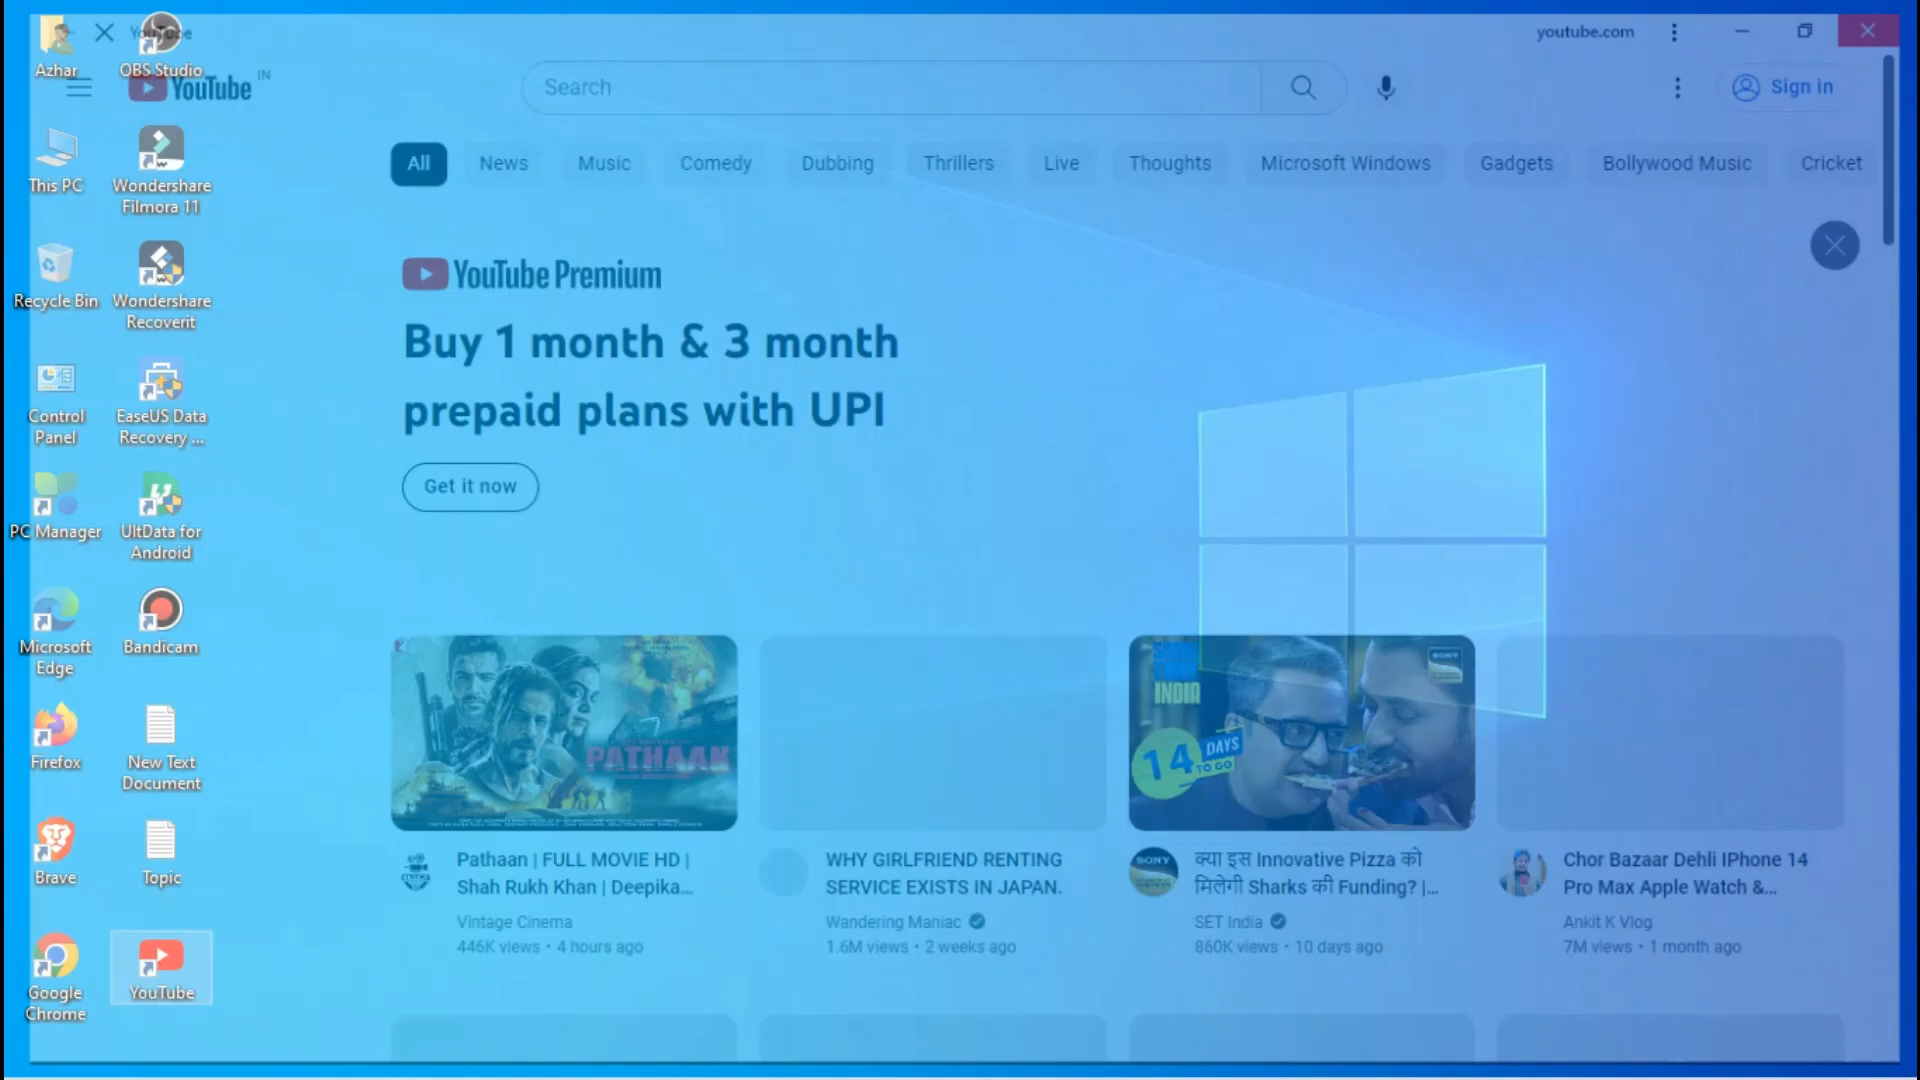 YouTube
youtube.com
YouTube IN
Search
Sign in
All
News
Music
Comedy
Dubbing
Thrillers
Live
Thoughts
Microsoft Windows
Gadgets
Bollywood Music
Cricket
YouTube Premium
Buy 1 month & 3 month
prepaid plans with UPI
Get it now
PATHAAN
INDIA
14 DAYS
TO GO
SONY
Pathaan | FULL MOVIE HD |
Shah Rukh Khan | Deepika...
Vintage Cinema
446K views • 4 hours ago
WHY GIRLFRIEND RENTING
SERVICE EXISTS IN JAPAN.
Wandering Maniac
1.6M views • 2 weeks ago
SONY
क्या इस Innovative Pizza को
मिलेगी Sharks की Funding? |...
SET India
860K views • 10 days ago
Chor Bazaar Dehli IPhone 14
Pro Max Apple Watch &...
Ankit K Vlog
7M views • 1 month ago
Azhar
This PC
Recycle Bin
Control
Panel
PC Manager
Microsoft
Edge
Firefox
Brave
Google
Chrome
OBS Studio
Wondershare
Filmora 11
Wondershare
Recoverit
EaseUS Data
Recovery ...
UltData for
Android
Bandicam
New Text
Document
Topic
YouTube